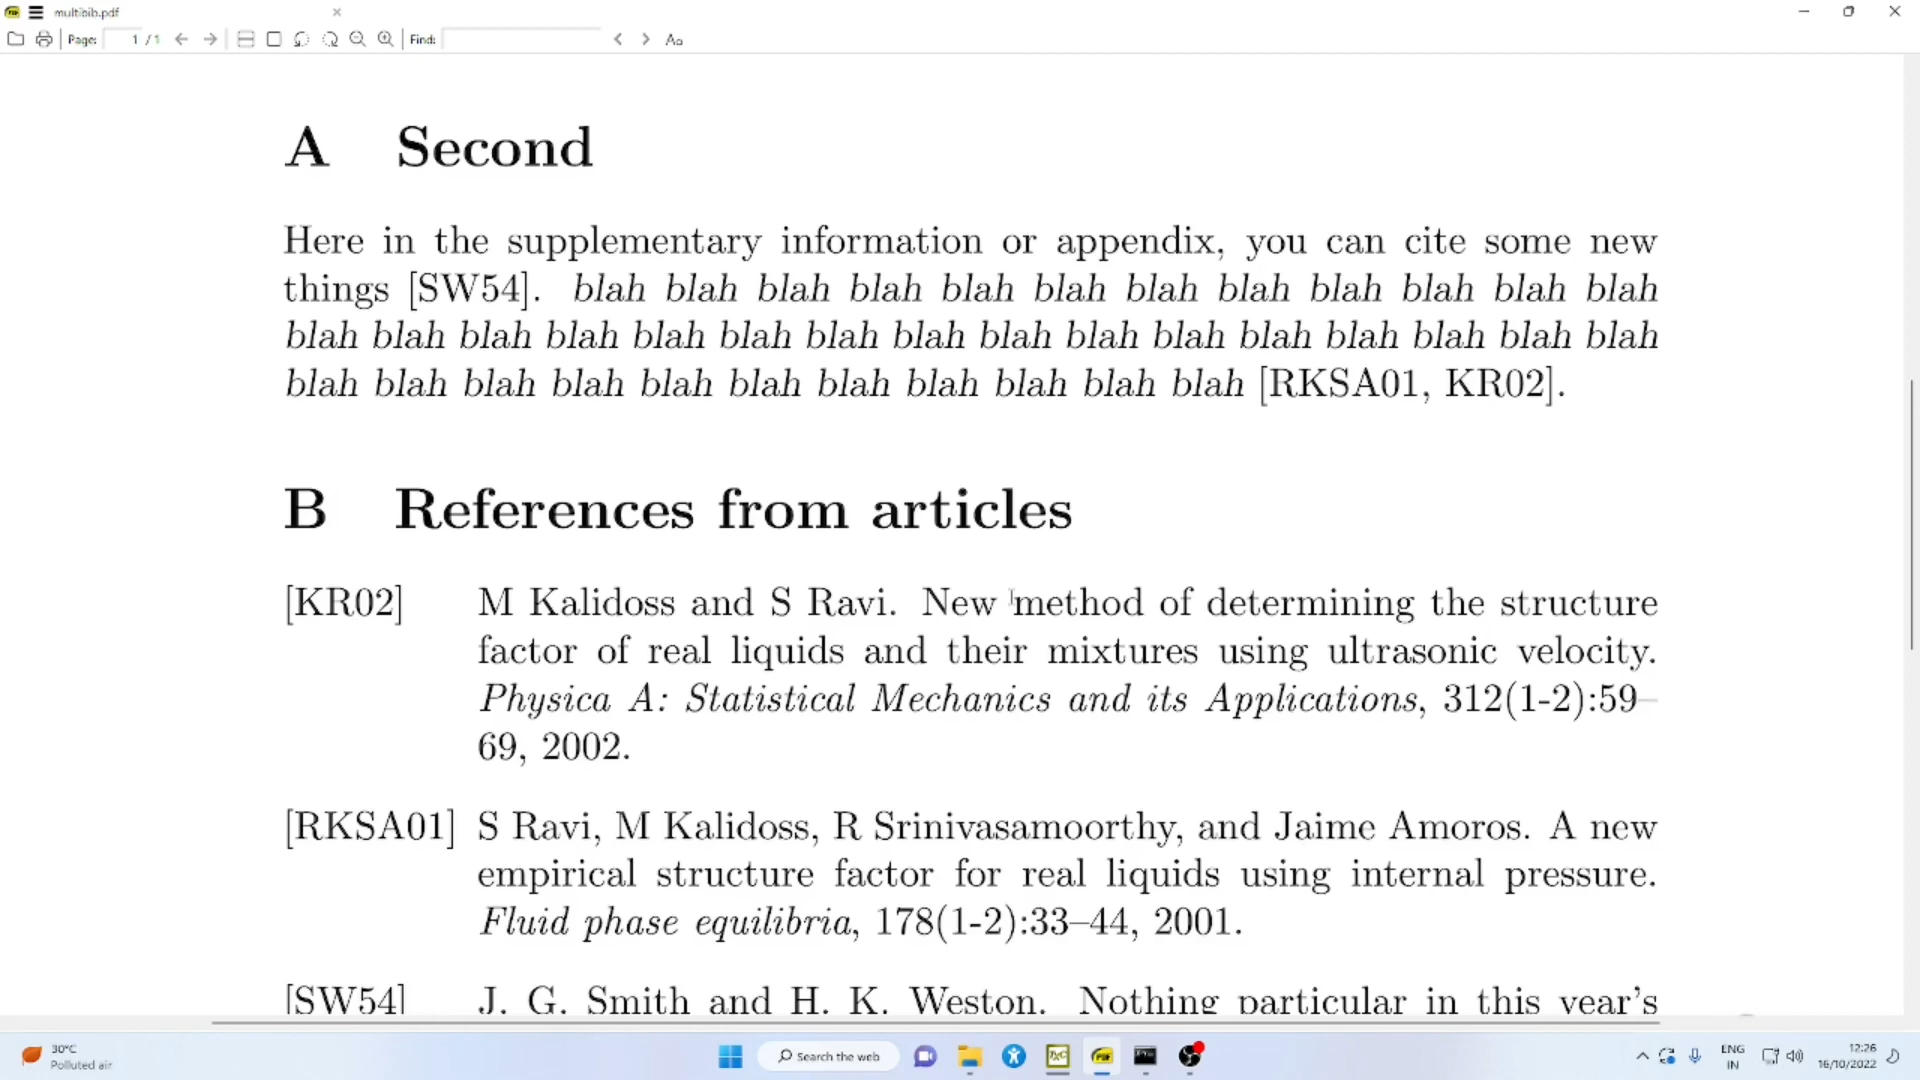 multibib.pdf
Page: 1 / 1 Find: Aa
A Second
Here in the supplementary information or appendix, you can cite some new
things [SW54]. blah blah blah blah blah blah blah blah blah blah blah blah
blah blah blah blah blah blah blah blah blah blah blah blah blah blah blah blah
blah blah blah blah blah blah blah blah blah blah blah [RKSA01, KR02].
B References from articles
[KR02] M Kalidoss and S Ravi. New method of determining the structure
factor of real liquids and their mixtures using ultrasonic velocity.
Physica A: Statistical Mechanics and its Applications, 312(1-2):59–
69, 2002.
[RKSA01] S Ravi, M Kalidoss, R Srinivasamoorthy, and Jaime Amoros. A new
empirical structure factor for real liquids using internal pressure.
Fluid phase equilibria, 178(1-2):33–44, 2001.
[SW54] J. G. Smith and H. K. Weston. Nothing particular in this year's
30°C
Polluted air
Search the web
ENG
IN
12:26
16/10/2022